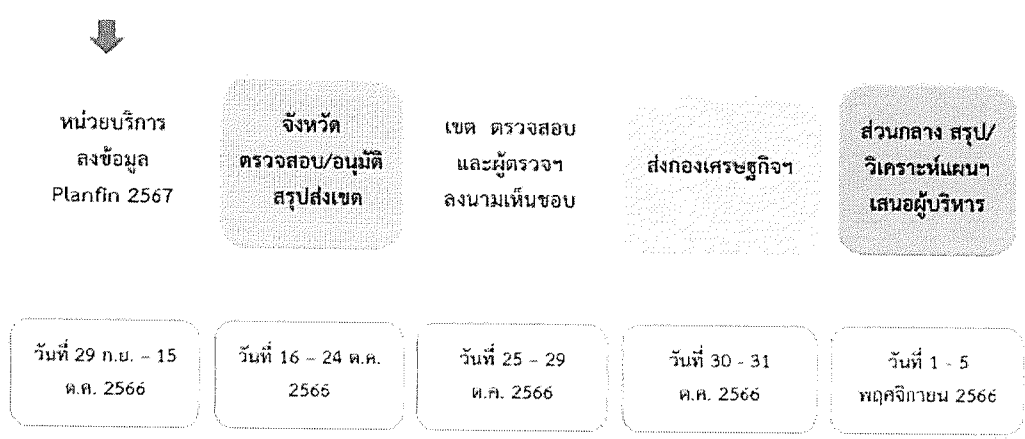 หน่วยบริการ
ลงข้อมูล
Planfin 2567
จังหวัด
ตรวจสอบ/อนุมัติ
สรุปส่งเขต
เขต ตรวจสอบ
และผู้ตรวจฯ
ลงนามเห็นชอบ
ส่งกองเศรษฐกิจฯ
ส่วนกลาง สรุป/
วิเคราะห์แผนฯ
เสนอผู้บริหาร
วันที่ 29 ก.ย. – 15
ต.ค. 2566
วันที่ 16 – 24 ต.ค.
2566
วันที่ 25 – 29
ต.ค. 2566
วันที่ 30 - 31
ต.ค. 2566
วันที่ 1 - 5
พฤศจิกายน 2566